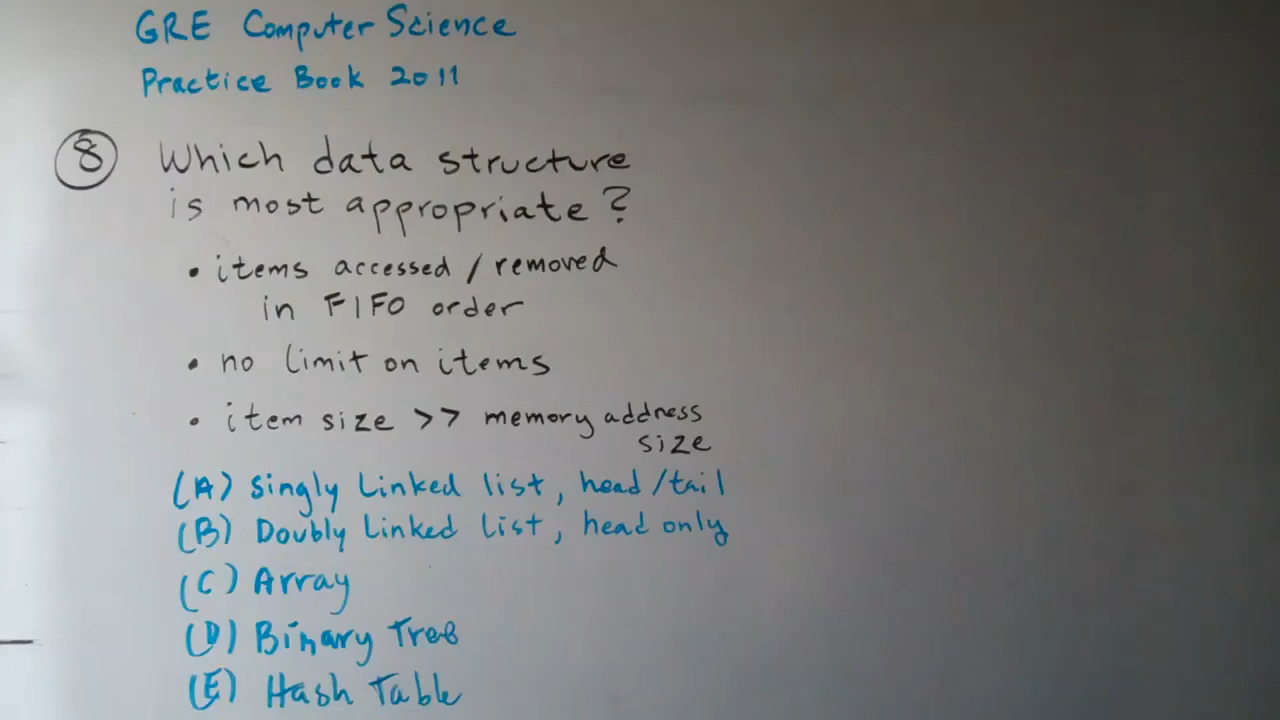 GRE Computer Science
Practice Book 2011
8 Which data structure
is most appropriate?
• items accessed / removed
in FIFO order
• no limit on items
• item size >> memory address
size
(A) Singly Linked list, head/tail
(B) Doubly Linked list, head only
(C) Array
(D) Binary Tree
(E) Hash Table